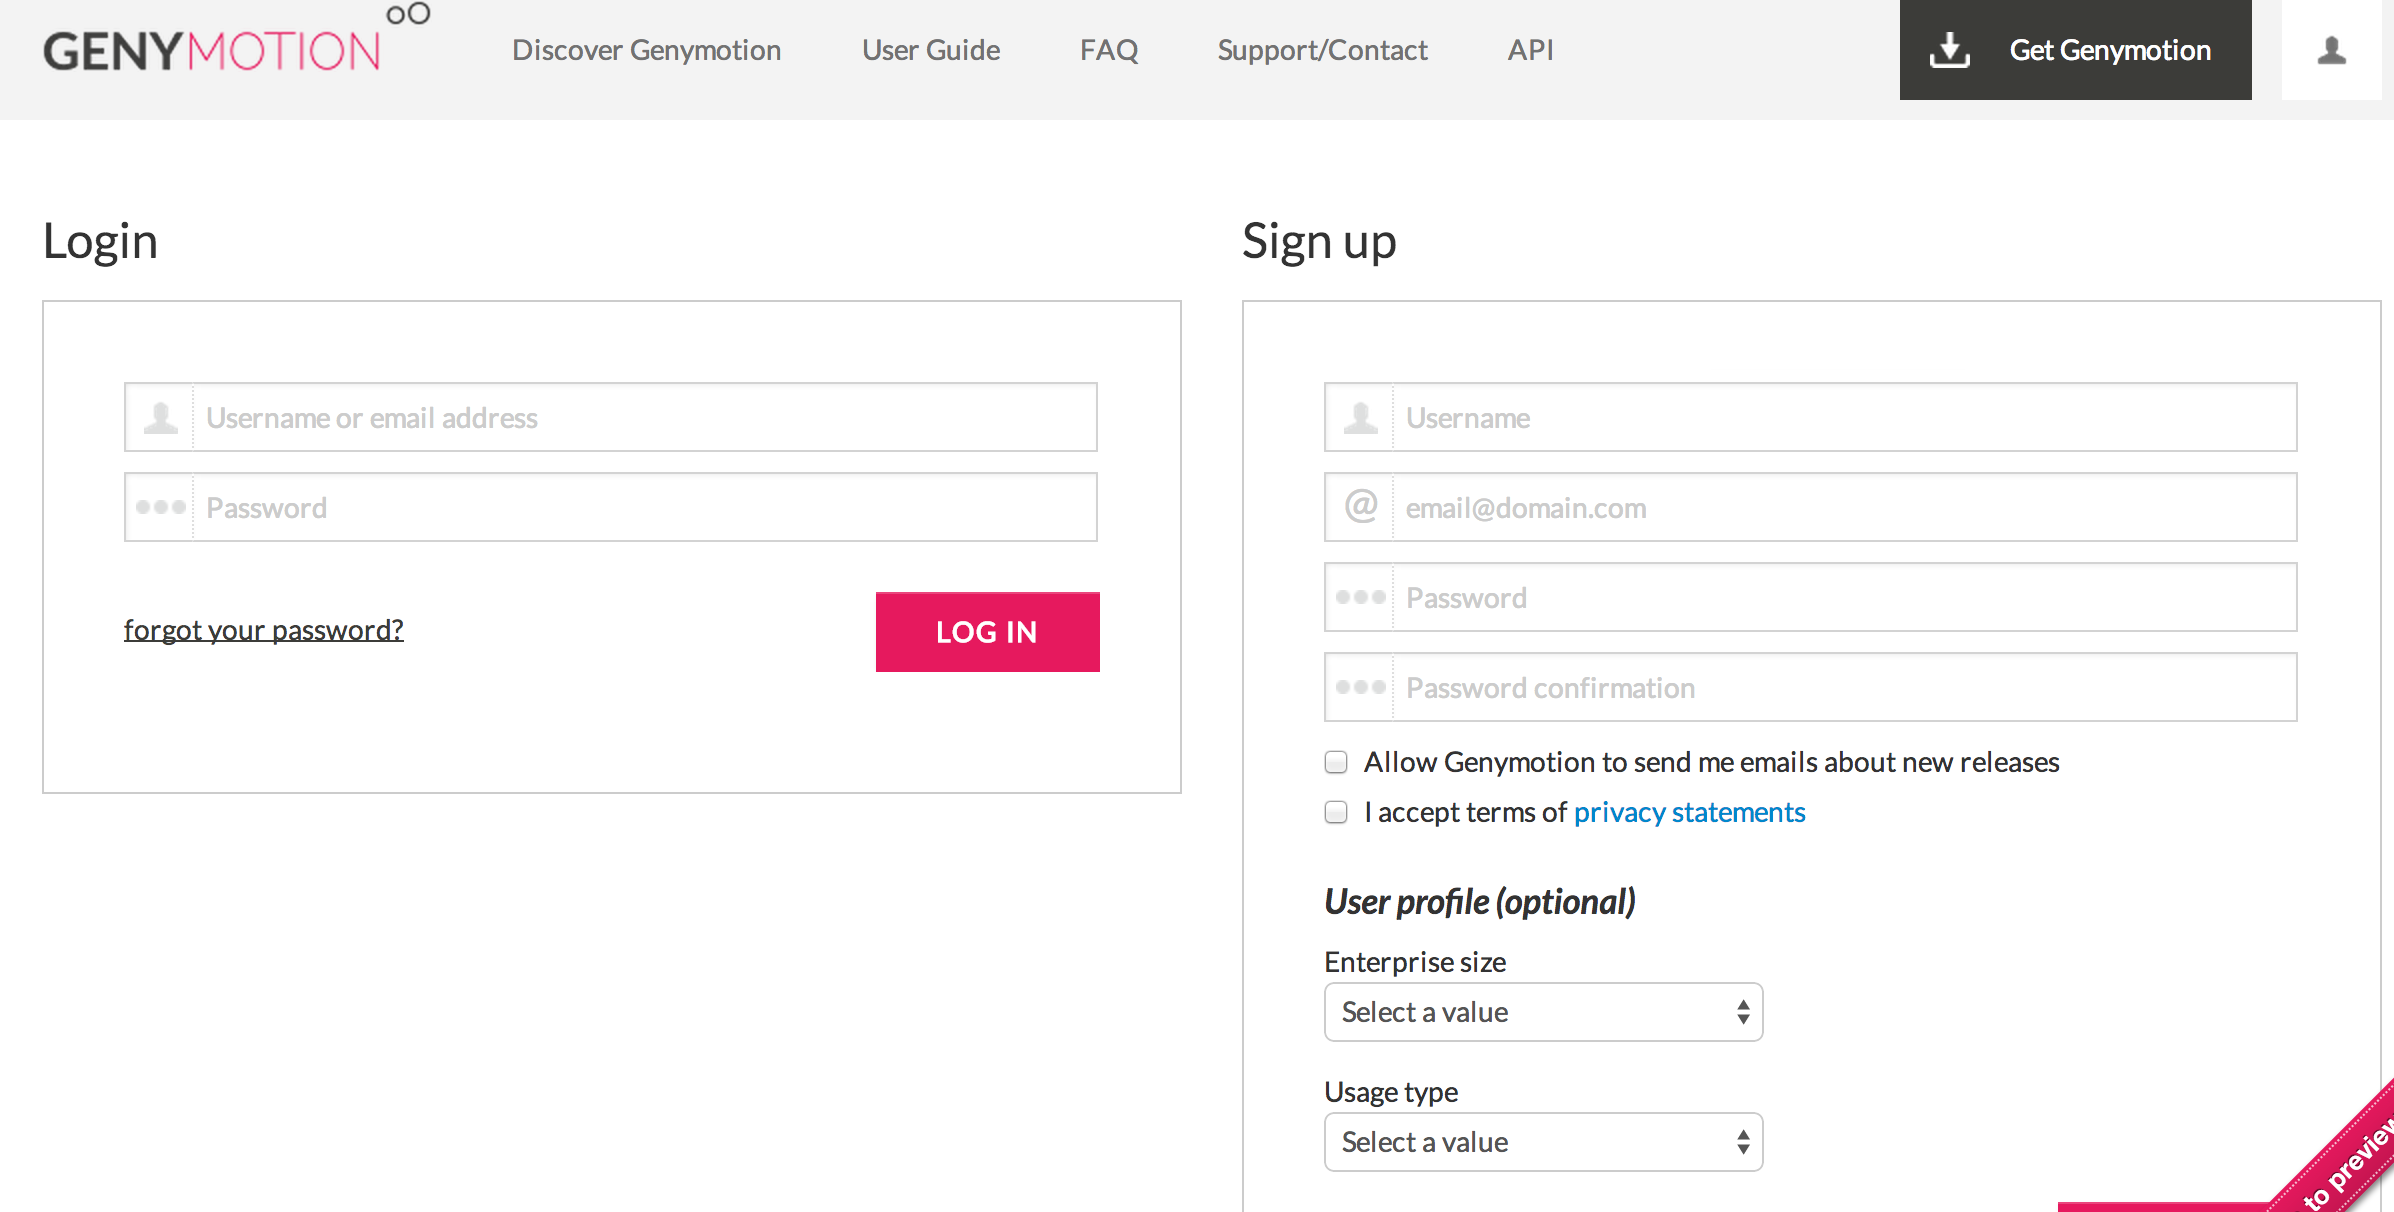 GENYMOTION
Discover Genymotion
User Guide
FAQ
Support/Contact
API
Get Genymotion
Login
Username or email address
Password
forgot your password?
LOG IN
Sign up
Username
@ email@domain.com
Password
Password confirmation
Allow Genymotion to send me emails about new releases
I accept terms of privacy statements
User profile (optional)
Enterprise size
Select a value
Usage type
Select a value
to preview